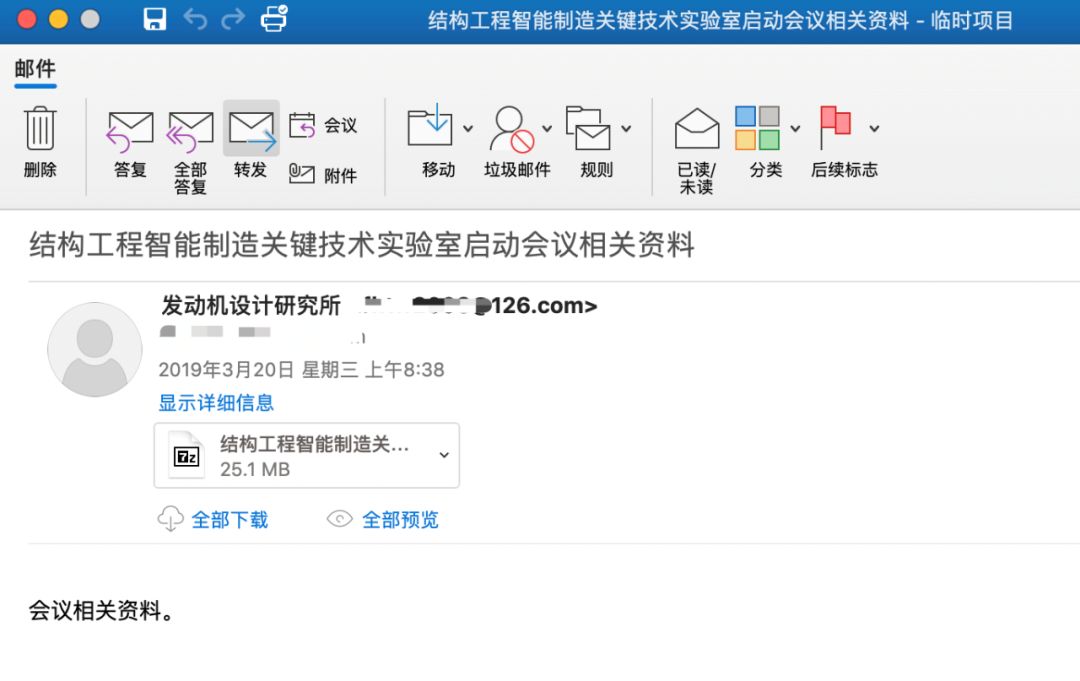 结构工程智能制造关键技术实验室启动会议相关资料 - 临时项目
邮件
删除
答复
全部答复
转发
会议
附件
移动
垃圾邮件
规则
已读/未读
分类
后续标志
结构工程智能制造关键技术实验室启动会议相关资料
发动机设计研究所 @126.com>
2019年3月20日 星期三 上午8:38
显示详细信息
7z
结构工程智能制造关...
25.1 MB
全部下载 全部预览
会议相关资料。